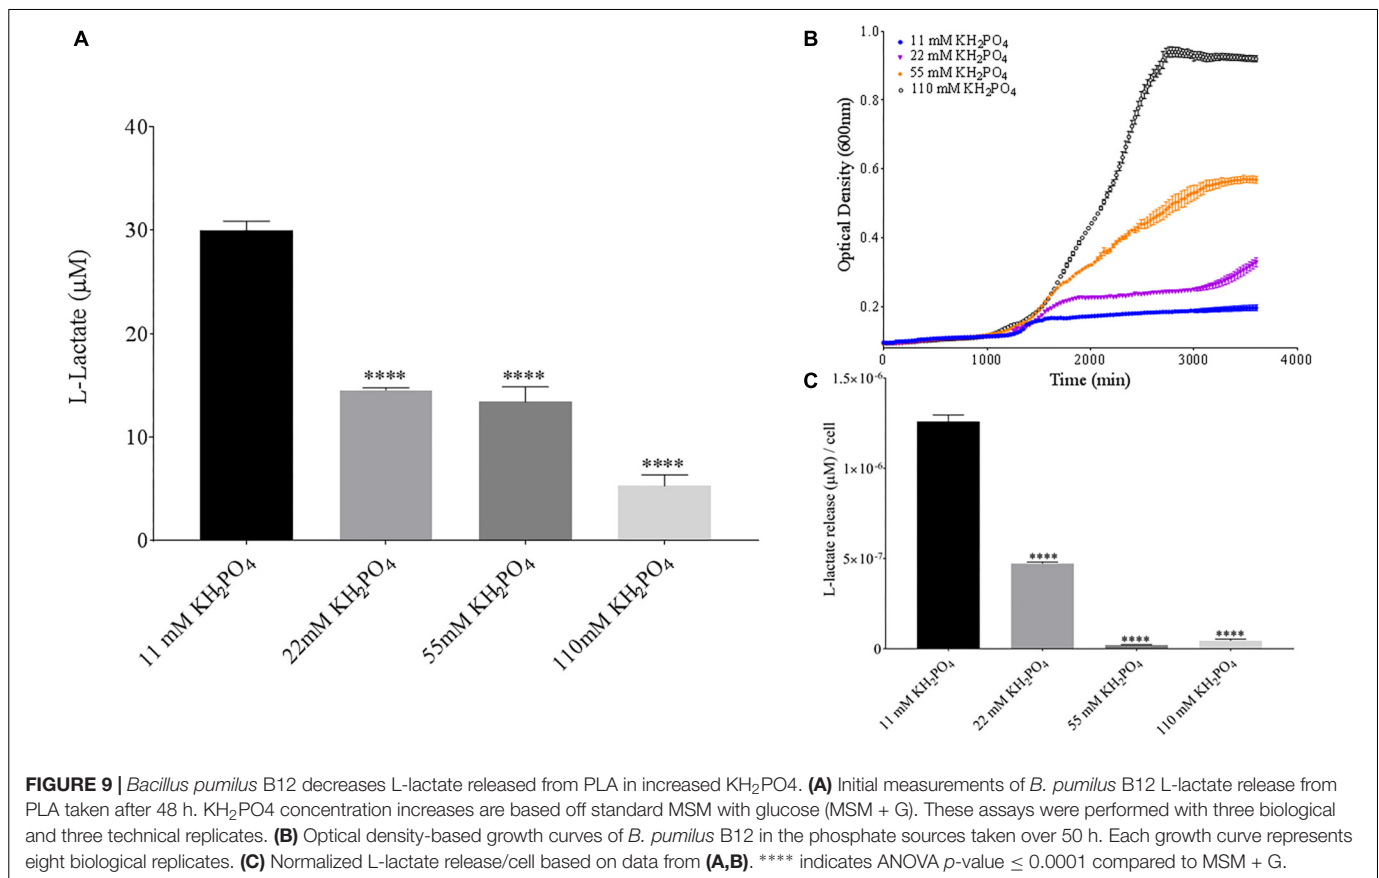 A
40
30
20
10
0
L-Lactate (µM)
****
****
****
11 mM KH₂PO₄
22mM KH₂PO₄
55mM KH₂PO₄
110mM KH₂PO₄
B
11 mM KH₂PO₄
22 mM KH₂PO₄
55 mM KH₂PO₄
110 mM KH₂PO₄
1.0
0.8
0.6
0.4
0.2
Optical Density (600nm)
0
1000
2000
3000
4000
Time (min)
C
1.5×10⁻⁶
1×10⁻⁶
5×10⁻⁷
0
L-lactate release (µM) / cell
****
****
****
11 mM KH₂PO₄
22 mM KH₂PO₄
55 mM KH₂PO₄
110 mM KH₂PO₄
FIGURE 9 | Bacillus pumilus B12 decreases L-lactate released from PLA in increased KH₂PO4. (A) Initial measurements of B. pumilus B12 L-lactate release from
PLA taken after 48 h. KH₂PO4 concentration increases are based off standard MSM with glucose (MSM + G). These assays were performed with three biological
and three technical replicates. (B) Optical density-based growth curves of B. pumilus B12 in the phosphate sources taken over 50 h. Each growth curve represents
eight biological replicates. (C) Normalized L-lactate release/cell based on data from (A,B). **** indicates ANOVA p-value ≤ 0.0001 compared to MSM + G.